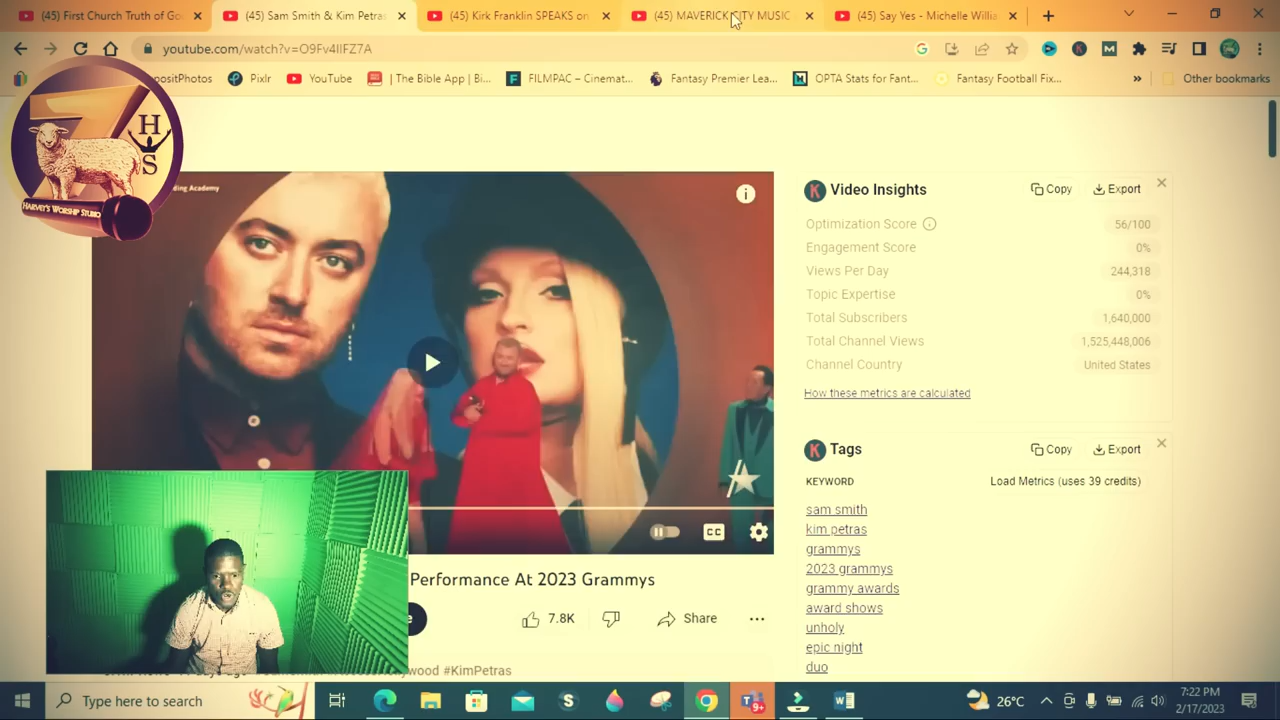 (45) First Church Truth of Go
(45) Sam Smith & Kim Petras
(45) Kirk Franklin SPEAKS on
(45) MAVERICK CITY MUSIC
(45) Say Yes - Michelle Willia
youtube.com/watch?v=O9Fv4lIFZ7A
positPhotos
Pixlr
YouTube
| The Bible App | Bi...
FILMPAC – Cinemat...
Fantasy Premier Lea...
OPTA Stats for Fant...
Fantasy Football Fix...
»
Other bookmarks
H
S
HARVEY'S WORSHIP STUDIO
ding Academy
Video Insights
Copy
Export
Optimization Score
56/100
Engagement Score
0%
Views Per Day
244,318
Topic Expertise
0%
Total Subscribers
1,640,000
Total Channel Views
1,525,448,006
Channel Country
United States
How these metrics are calculated
Tags
Copy
Export
KEYWORD
Load Metrics (uses 39 credits)
sam smith
kim petras
grammys
2023 grammys
grammy awards
award shows
unholy
epic night
duo
CC
Performance At 2023 Grammys
e
7.8K
Share
...
ywood #KimPetras
Type here to search
9+
26°C
7:22 PM
2/17/2023